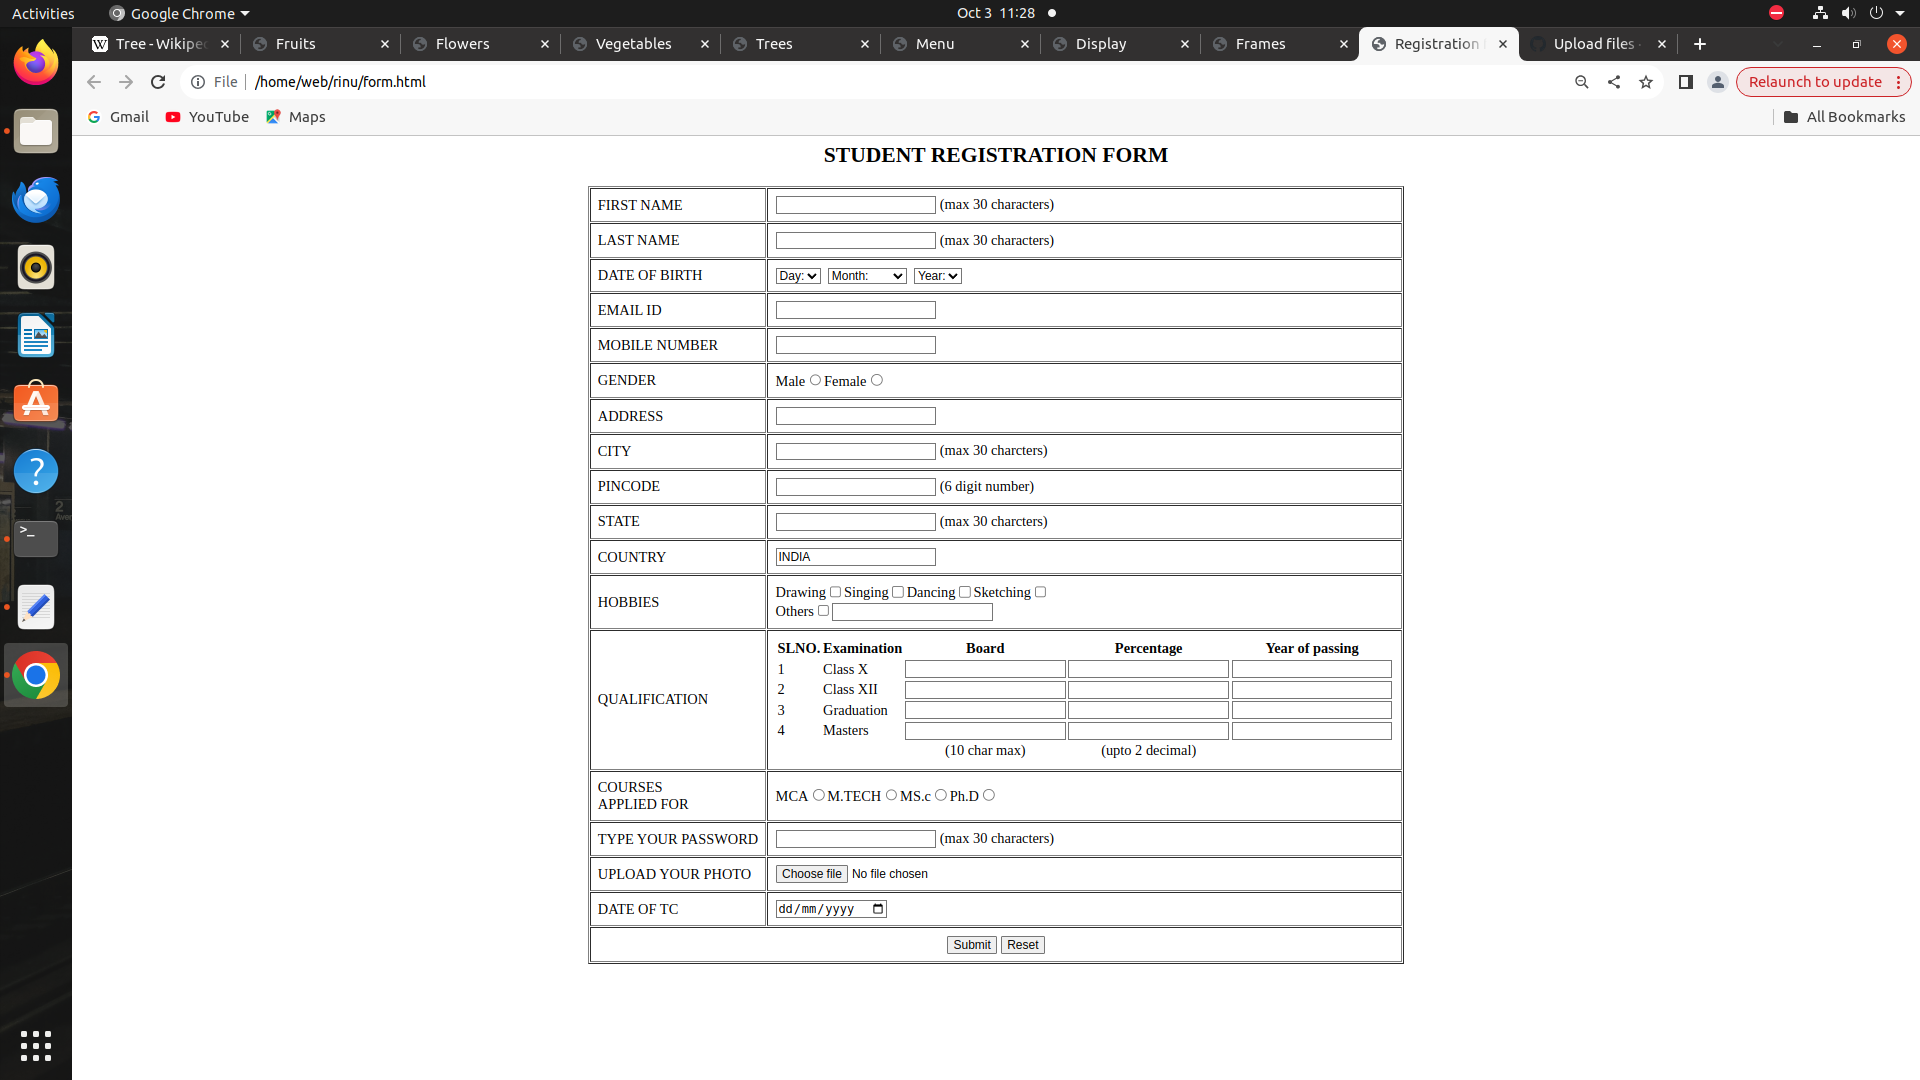 Activities
Google Chrome
Oct 3 11:28
Tree - Wikipe
Fruits
Flowers
Vegetables
Trees
Menu
Display
Frames
Registration
Upload files
File
/home/web/rinu/form.html
Relaunch to update
Gmail
YouTube
Maps
All Bookmarks
STUDENT REGISTRATION FORM
FIRST NAME (max 30 characters)
LAST NAME (max 30 characters)
DATE OF BIRTH Day: Month: Year:
EMAIL ID
MOBILE NUMBER
GENDER Male Female
ADDRESS
CITY (max 30 charcters)
PINCODE (6 digit number)
STATE (max 30 charcters)
COUNTRY INDIA
HOBBIES
Drawing Singing Dancing Sketching
Others
QUALIFICATION
SLNO. Examination Board Percentage Year of passing
1 Class X
2 Class XII
3 Graduation
4 Masters
(10 char max) (upto 2 decimal)
COURSES
APPLIED FOR
MCA M.TECH MS.c Ph.D
TYPE YOUR PASSWORD (max 30 characters)
UPLOAD YOUR PHOTO Choose file No file chosen
DATE OF TC dd/mm/yyyy
Submit Reset